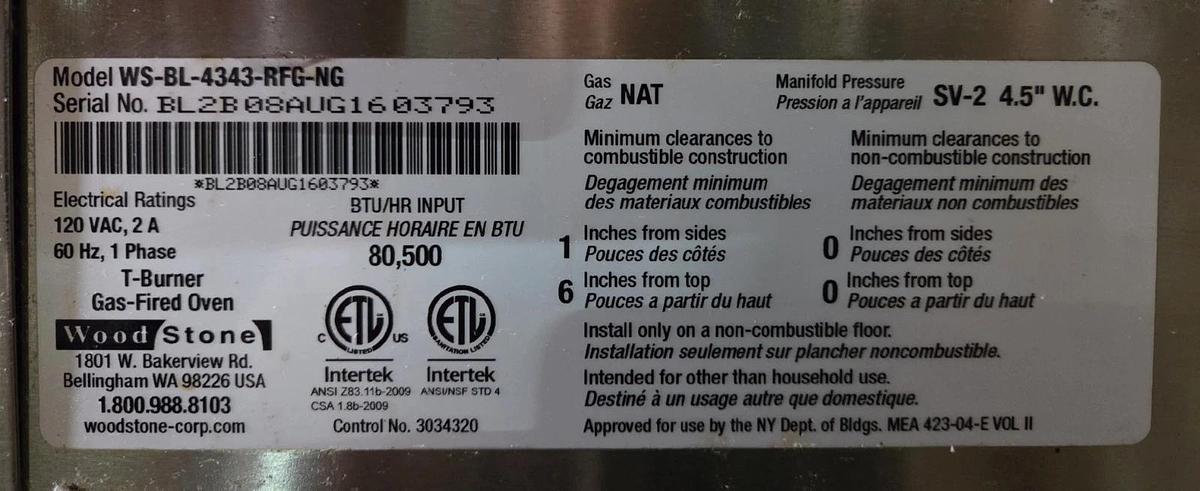 Model WS-BL-4343-RFG-NG
Serial No. BL2B08AUG1603793
*BL2B08AUG1603793*
Electrical Ratings
120 VAC, 2 A
60 Hz, 1 Phase
BTU/HR INPUT
PUISSANCE HORAIRE EN BTU
80,500
T-Burner
Gas-Fired Oven
Wood Stone
1801 W. Bakerview Rd.
Bellingham WA 98226 USA
1.800.988.8103
woodstone-corp.com
C ETL US
LISTED
Intertek
ANSI Z83.11b-2009
CSA 1.8b-2009
ETL
SANITATION LISTED
Intertek
ANSI/NSF STD 4
Control No. 3034320
Gas
Gaz NAT
Manifold Pressure
Pression a l'appareil SV-2 4.5" W.C.
Minimum clearances to
combustible construction
Degagement minimum
des materiaux combustibles
1 Inches from sides
Pouces des côtés
6 Inches from top
Pouces a partir du haut
Minimum clearances to
non-combustible construction
Degagement minimum des
materiaux non combustibles
0 Inches from sides
Pouces des côtés
0 Inches from top
Pouces a partir du haut
Install only on a non-combustible floor.
Installation seulement sur plancher noncombustible.
Intended for other than household use.
Destiné à un usage autre que domestique.
Approved for use by the NY Dept. of Bldgs. MEA 423-04-E VOL II